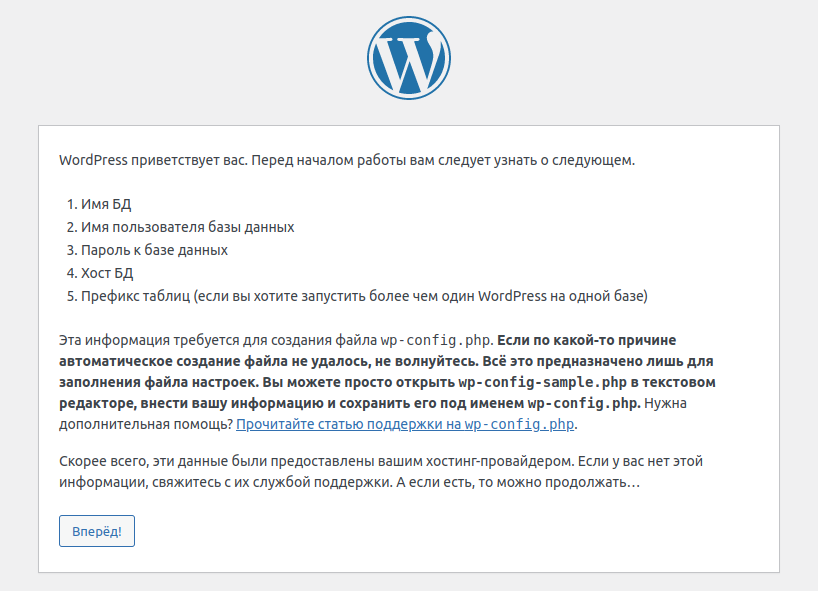 WordPress приветствует вас. Перед началом работы вам следует узнать о следующем.
1. Имя БД
2. Имя пользователя базы данных
3. Пароль к базе данных
4. Хост БД
5. Префикс таблиц (если вы хотите запустить более чем один WordPress на одной базе)
Эта информация требуется для создания файла wp-config.php. Если по какой-то причине
автоматическое создание файла не удалось, не волнуйтесь. Всё это предназначено лишь для
заполнения файла настроек. Вы можете просто открыть wp-config-sample.php в текстовом
редакторе, внести вашу информацию и сохранить его под именем wp-config.php. Нужна
дополнительная помощь? Прочитайте статью поддержки на wp-config.php.
Скорее всего, эти данные были предоставлены вашим хостинг-провайдером. Если у вас нет этой
информации, свяжитесь с их службой поддержки. А если есть, то можно продолжать…
Вперёд!